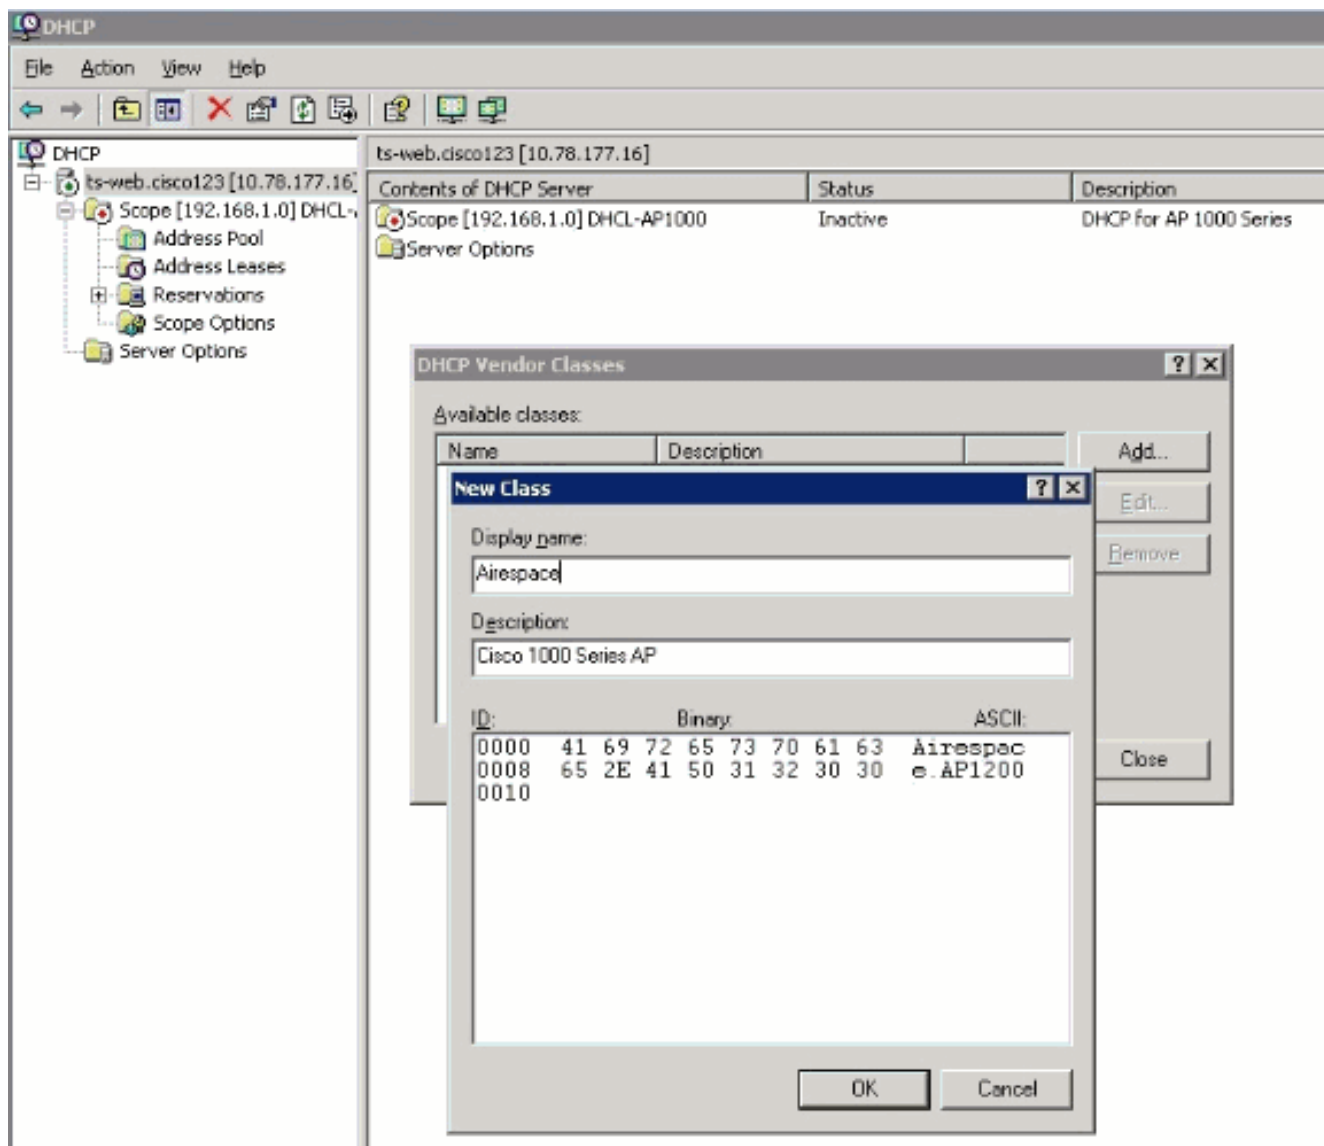 DHCP
File Action View Help
DHCP
ts-web.cisco123 [10.78.177.16]
Scope [192.168.1.0] DHCL-
Address Pool
Address Leases
Reservations
Scope Options
Server Options
ts-web.cisco123 [10.78.177.16]
Contents of DHCP Server Status Description
Scope [192.168.1.0] DHCL-AP1000 Inactive DHCP for AP 1000 Series
Server Options
DHCP Vendor Classes
Available classes:
Name Description
Add...
Edit...
Remove
Close
New Class
Display name:
Airespace
Description:
Cisco 1000 Series AP
ID: Binary: ASCII:
0000 41 69 72 65 73 70 61 63 Airespac
0008 65 2E 41 50 31 32 30 30 e.AP1200
0010
OK Cancel